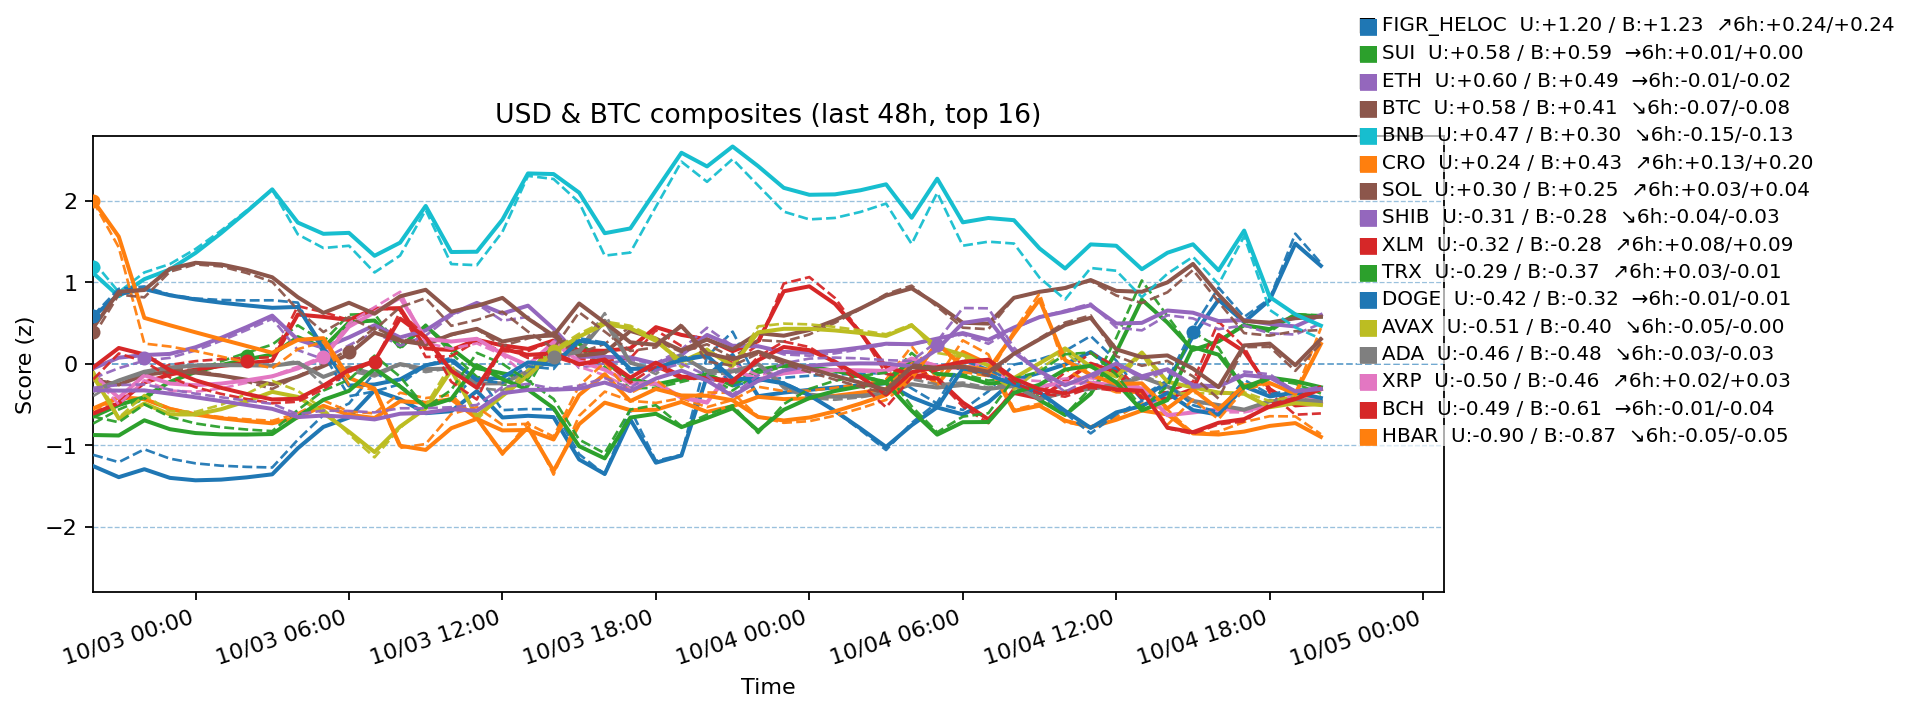 FIGR_HELOC  U:+1.20 / B:+1.23  ↗6h:+0.24/+0.24
SUI  U:+0.58 / B:+0.59  →6h:+0.01/+0.00
ETH  U:+0.60 / B:+0.49  →6h:-0.01/-0.02
BTC  U:+0.58 / B:+0.41  ↘6h:-0.07/-0.08
BNB  U:+0.47 / B:+0.30  ↘6h:-0.15/-0.13
CRO  U:+0.24 / B:+0.43  ↗6h:+0.13/+0.20
SOL  U:+0.30 / B:+0.25  ↗6h:+0.03/+0.04
SHIB  U:-0.31 / B:-0.28  ↘6h:-0.04/-0.03
XLM  U:-0.32 / B:-0.28  ↗6h:+0.08/+0.09
TRX  U:-0.29 / B:-0.37  ↗6h:+0.03/-0.01
DOGE  U:-0.42 / B:-0.32  →6h:-0.01/-0.01
AVAX  U:-0.51 / B:-0.40  ↘6h:-0.05/-0.00
ADA  U:-0.46 / B:-0.48  ↘6h:-0.03/-0.03
XRP  U:-0.50 / B:-0.46  ↗6h:+0.02/+0.03
BCH  U:-0.49 / B:-0.61  →6h:-0.01/-0.04
HBAR  U:-0.90 / B:-0.87  ↘6h:-0.05/-0.05
USD & BTC composites (last 48h, top 16)
Score (z)
2
1
0
−1
−2
10/03 00:00
10/03 06:00
10/03 12:00
10/03 18:00
10/04 00:00
10/04 06:00
10/04 12:00
10/04 18:00
10/05 00:00
Time